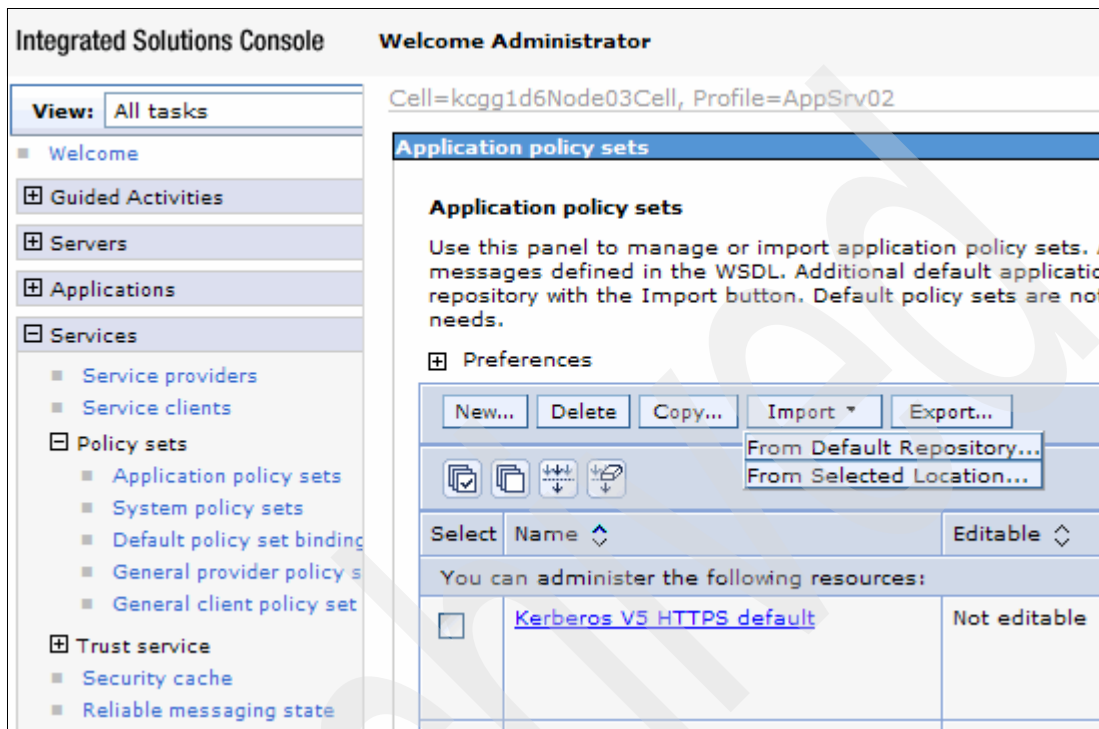 Integrated Solutions Console Welcome Administrator
View: All tasks
Welcome
Guided Activities
Servers
Applications
Services
Service providers
Service clients
Policy sets
Application policy sets
System policy sets
Default policy set binding
General provider policy s
General client policy set
Trust service
Security cache
Reliable messaging state
Cell=kcgg1d6Node03Cell, Profile=AppSrv02
Application policy sets
Application policy sets
Use this panel to manage or import application policy sets.
messages defined in the WSDL. Additional default applicatio
repository with the Import button. Default policy sets are not
needs.
Preferences
New... Delete Copy... Import Export...
From Default Repository...
From Selected Location...
Select Name Editable
You can administer the following resources:
Kerberos V5 HTTPS default Not editable